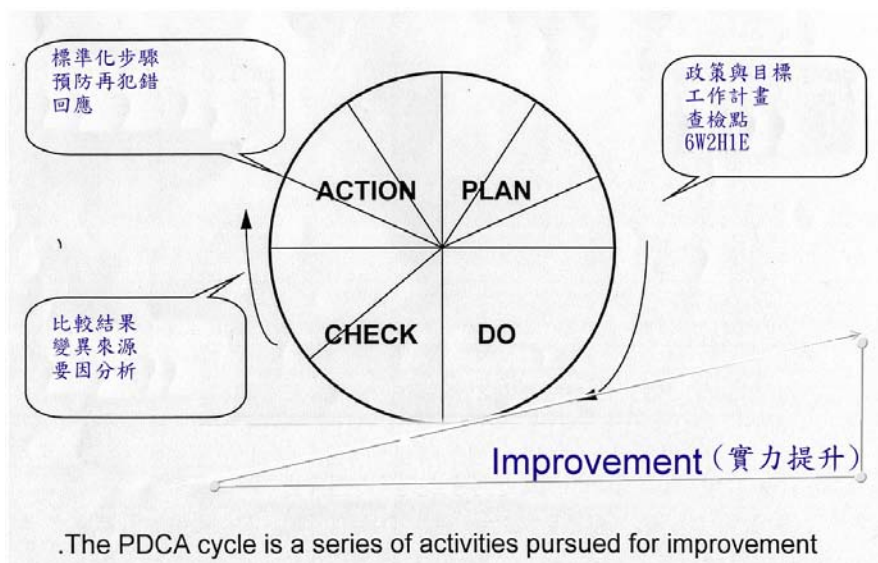 標準化步驟
預防再犯錯
回應
政策與目標
工作計畫
查檢點
6W2H1E
ACTION
PLAN
比較結果
變異來源
要因分析
CHECK
DO
Improvement(實力提升)
.The PDCA cycle is a series of activities pursued for improvement